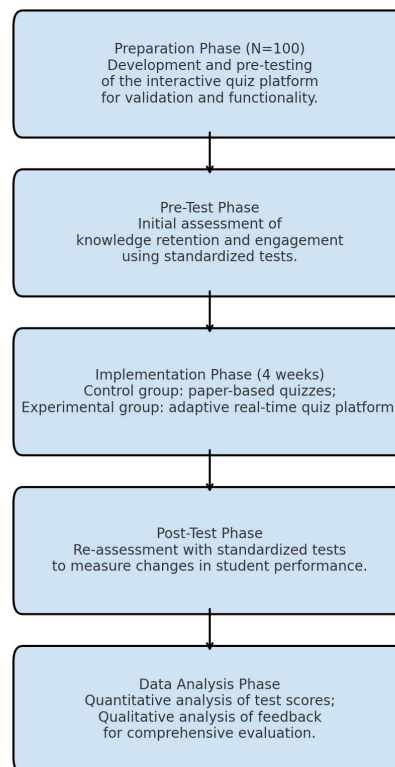 Preparation Phase (N=100)
Development and pre-testing
of the interactive quiz platform
for validation and functionality.
Pre-Test Phase
Initial assessment of
knowledge retention and engagement
using standardized tests.
Implementation Phase (4 weeks)
Control group: paper-based quizzes;
Experimental group: adaptive real-time quiz platform
Post-Test Phase
Re-assessment with standardized tests
to measure changes in student performance.
Data Analysis Phase
Quantitative analysis of test scores;
Qualitative analysis of feedback
for comprehensive evaluation.